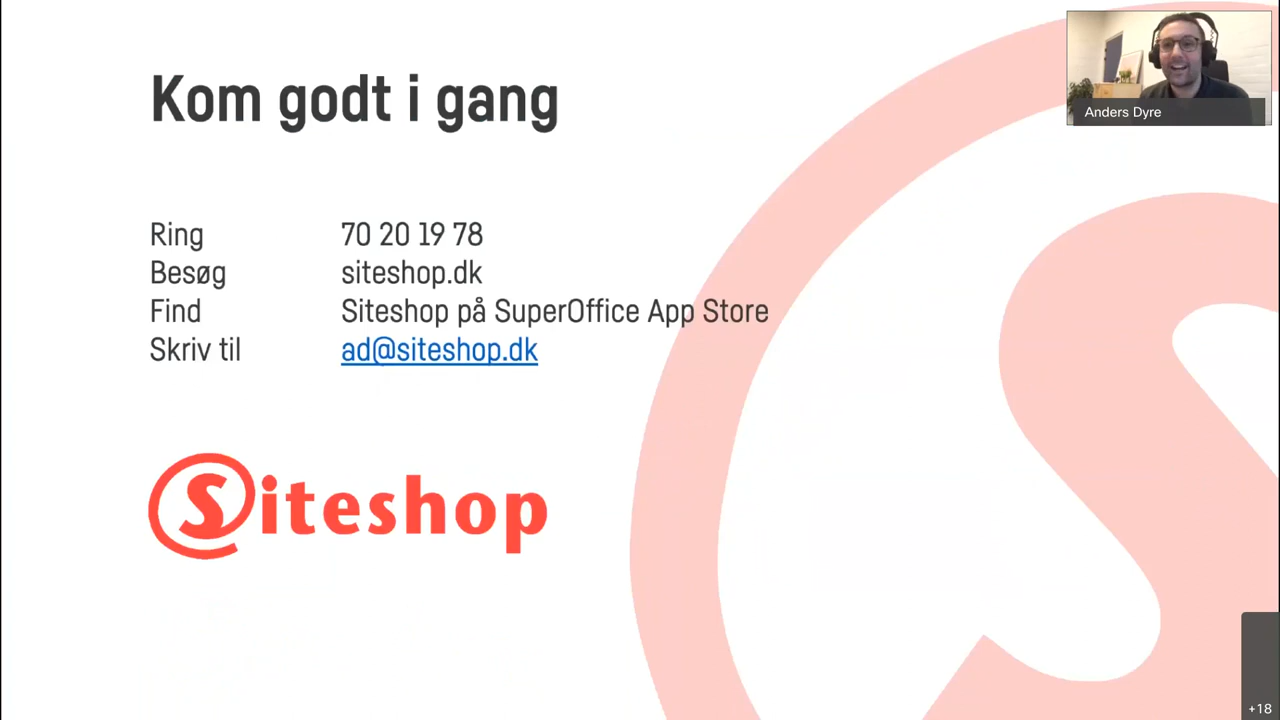 Kom godt i gang
Anders Dyre
Ring 70 20 19 78
Besøg siteshop.dk
Find Siteshop på SuperOffice App Store
Skriv til ad@siteshop.dk
Siteshop
+18